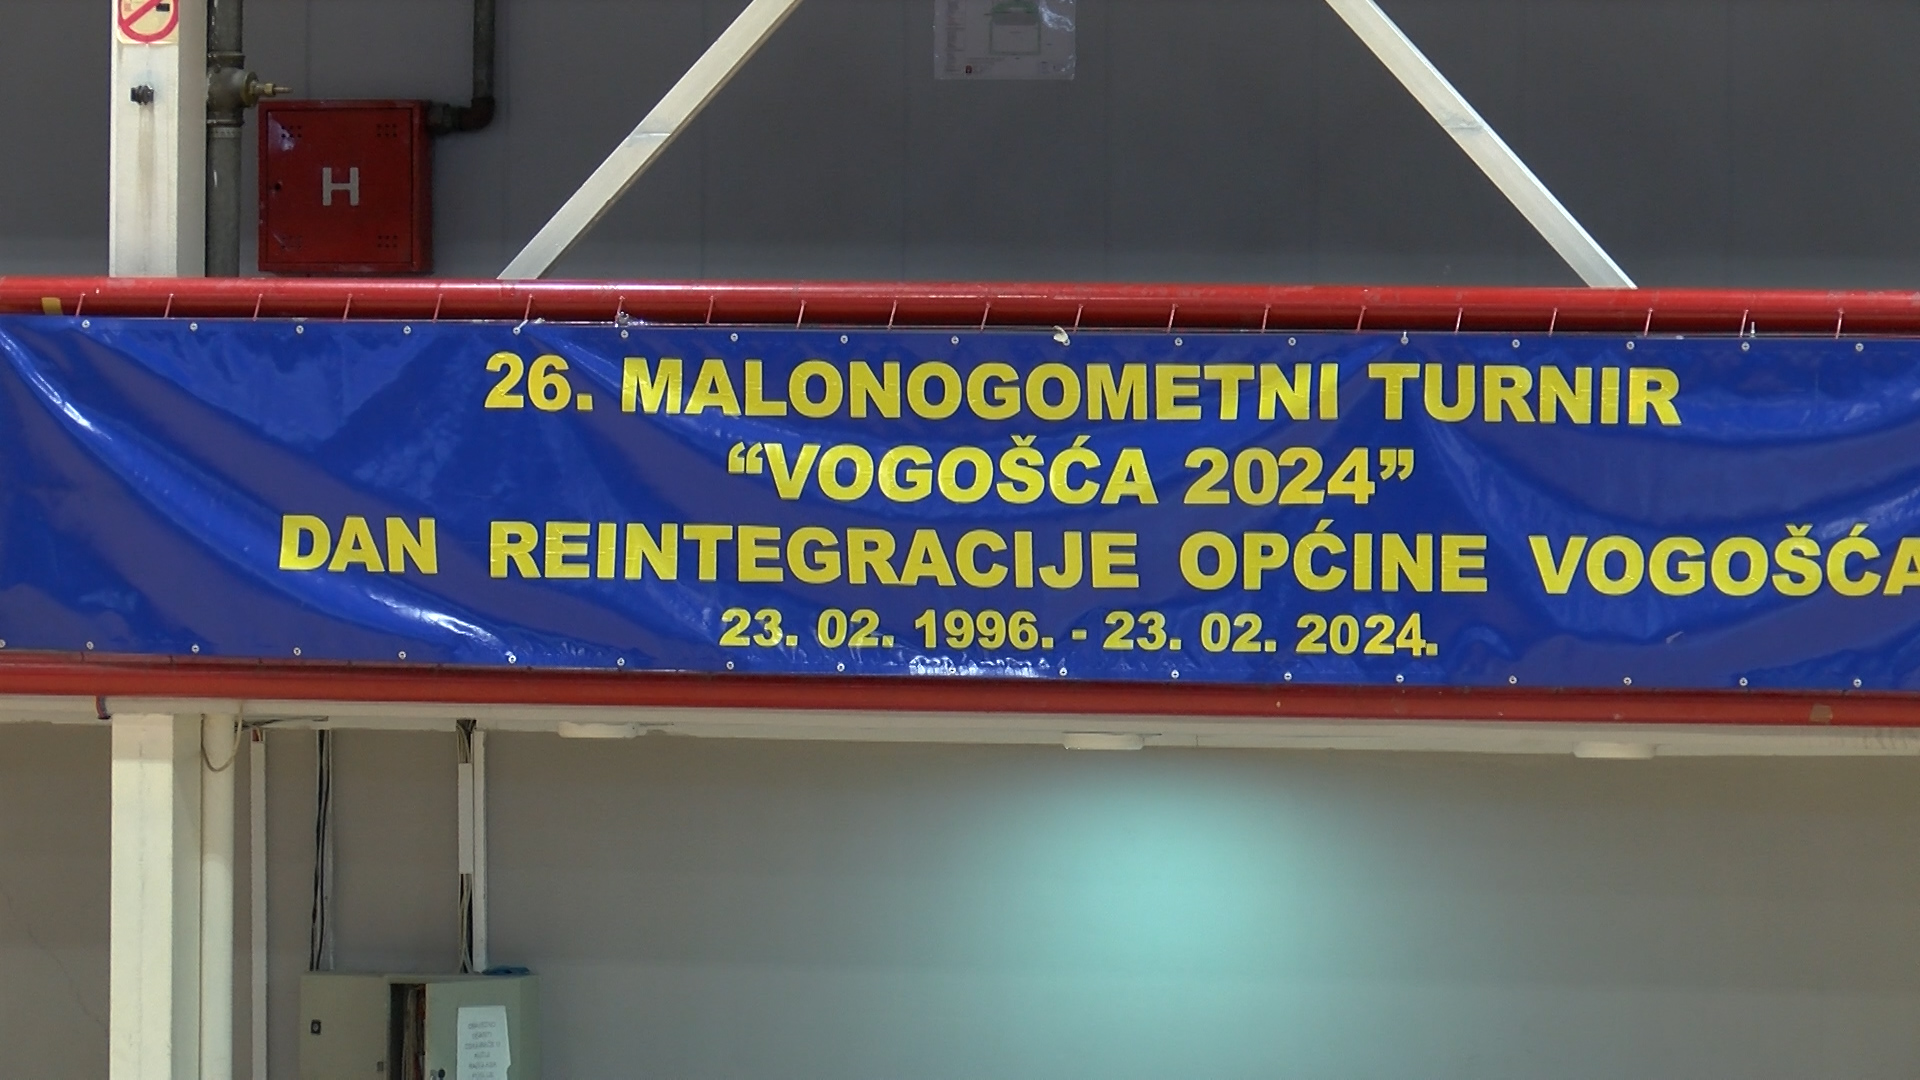 H
26. MALONOGOMETNI TURNIR
“VOGOŠĆA 2024”
DAN REINTEGRACIJE OPĆINE VOGOŠĆA
23. 02. 1996. - 23. 02. 2024.